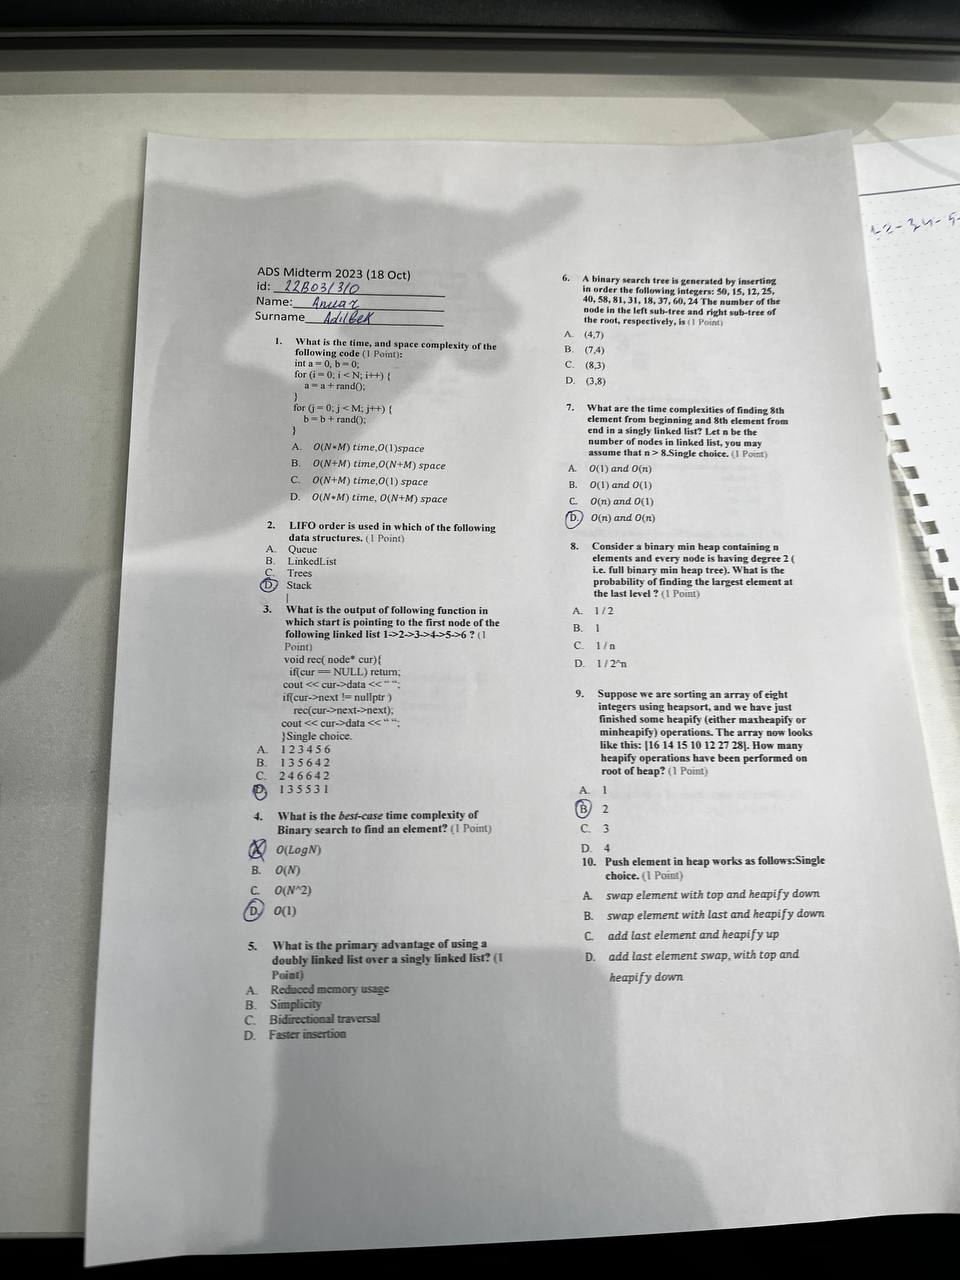 ADS Midterm 2023 (18 Oct)
id: 22B031310
Name: Anuar
Surname Adilbek
1. What is the time, and space complexity of the
following code (1 Point):
int a = 0, b = 0;
for (i = 0; i < N; i++) {
a = a + rand();
}
for (j = 0; j < M; j++) {
b = b + rand();
}
A. O(N*M) time,O(1)space
B. O(N+M) time,O(N+M) space
C. O(N+M) time,O(1) space
D. O(N*M) time, O(N+M) space
2. LIFO order is used in which of the following
data structures. (1 Point)
A. Queue
B. LinkedList
C. Trees
D. Stack
3. What is the output of following function in
which start is pointing to the first node of the
following linked list 1->2->3->4->5->6 ? (1
Point)
void rec( node* cur){
if(cur == NULL) return;
cout << cur->data << " ";
if(cur->next != nullptr )
rec(cur->next->next);
cout << cur->data << " ";
}Single choice.
A. 1 2 3 4 5 6
B. 1 3 5 6 4 2
C. 2 4 6 6 4 2
D. 1 3 5 5 3 1
4. What is the best-case time complexity of
Binary search to find an element? (1 Point)
A. O(LogN)
B. O(N)
C. O(N^2)
D. O(1)
5. What is the primary advantage of using a
doubly linked list over a singly linked list? (1
Point)
A. Reduced memory usage
B. Simplicity
C. Bidirectional traversal
D. Faster insertion
6. A binary search tree is generated by inserting
in order the following integers: 50, 15, 12, 25,
40, 58, 81, 31, 18, 37, 60, 24 The number of the
node in the left sub-tree and right sub-tree of
the root, respectively, is (1 Point)
A. (4,7)
B. (7,4)
C. (8,3)
D. (3,8)
7. What are the time complexities of finding 8th
element from beginning and 8th element from
end in a singly linked list? Let n be the
number of nodes in linked list, you may
assume that n > 8.Single choice. (1 Point)
A. O(1) and O(n)
B. O(1) and O(1)
C. O(n) and O(1)
D. O(n) and O(n)
8. Consider a binary min heap containing n
elements and every node is having degree 2 (
i.e. full binary min heap tree). What is the
probability of finding the largest element at
the last level ? (1 Point)
A. 1 / 2
B. 1
C. 1 / n
D. 1 / 2^n
9. Suppose we are sorting an array of eight
integers using heapsort, and we have just
finished some heapify (either maxheapify or
minheapify) operations. The array now looks
like this: [16 14 15 10 12 27 28]. How many
heapify operations have been performed on
root of heap? (1 Point)
A. 1
B. 2
C. 3
D. 4
10. Push element in heap works as follows:Single
choice. (1 Point)
A. swap element with top and heapify down
B. swap element with last and heapify down
C. add last element and heapify up
D. add last element swap, with top and
heapify down